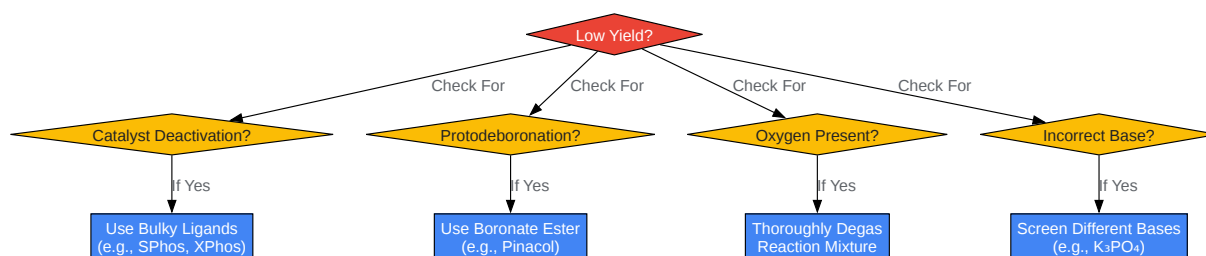 Low Yield?
Check For
Check For
Check For
Check For
Catalyst Deactivation?
Protodeboronation?
Oxygen Present?
Incorrect Base?
If Yes
If Yes
If Yes
If Yes
Use Bulky Ligands
(e.g., SPhos, XPhos)
Use Boronate Ester
(e.g., Pinacol)
Thoroughly Degas
Reaction Mixture
Screen Different Bases
(e.g., K₃PO₄)